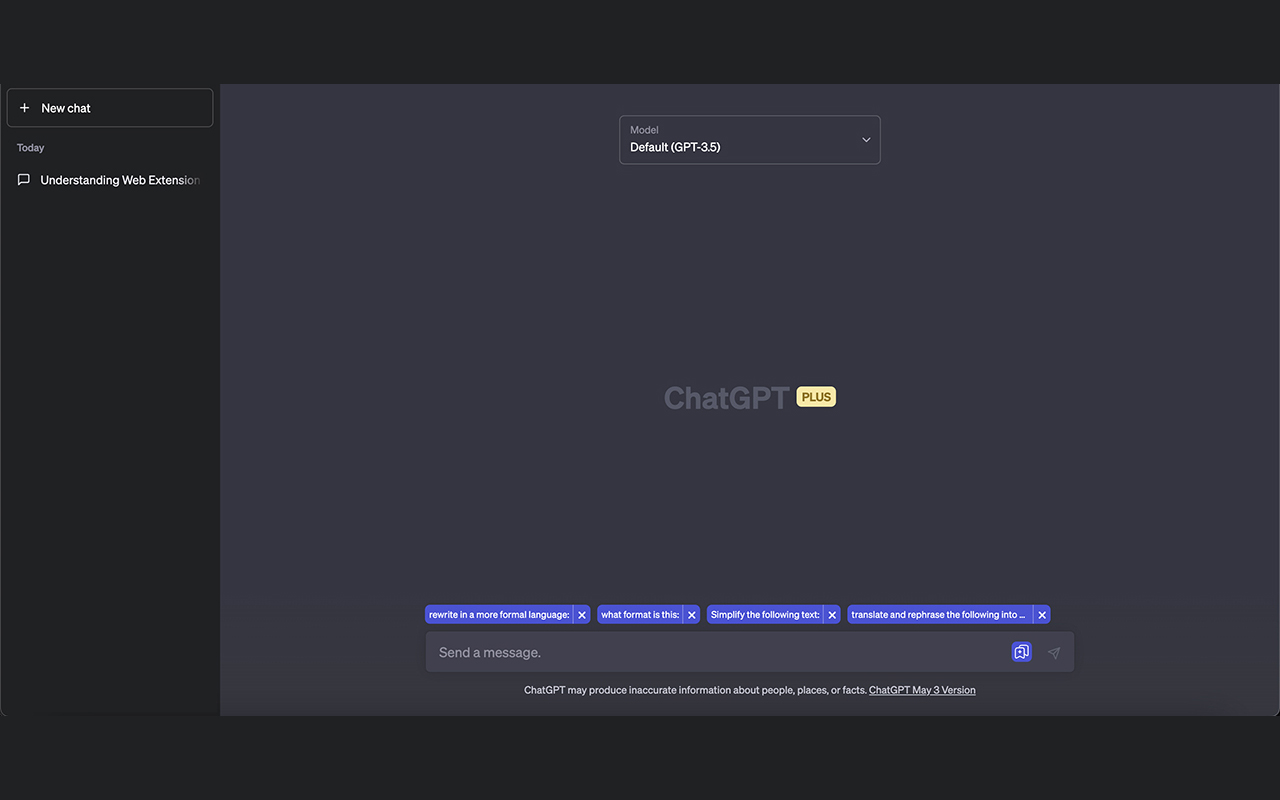 New chat
Today
Understanding Web Extension
Model
Default (GPT-3.5)
ChatGPT PLUS
rewrite in a more formal language: what format is this: Simplify the following text: translate and rephrase the following into ...
Send a message.
ChatGPT may produce inaccurate information about people, places, or facts. ChatGPT May 3 Version